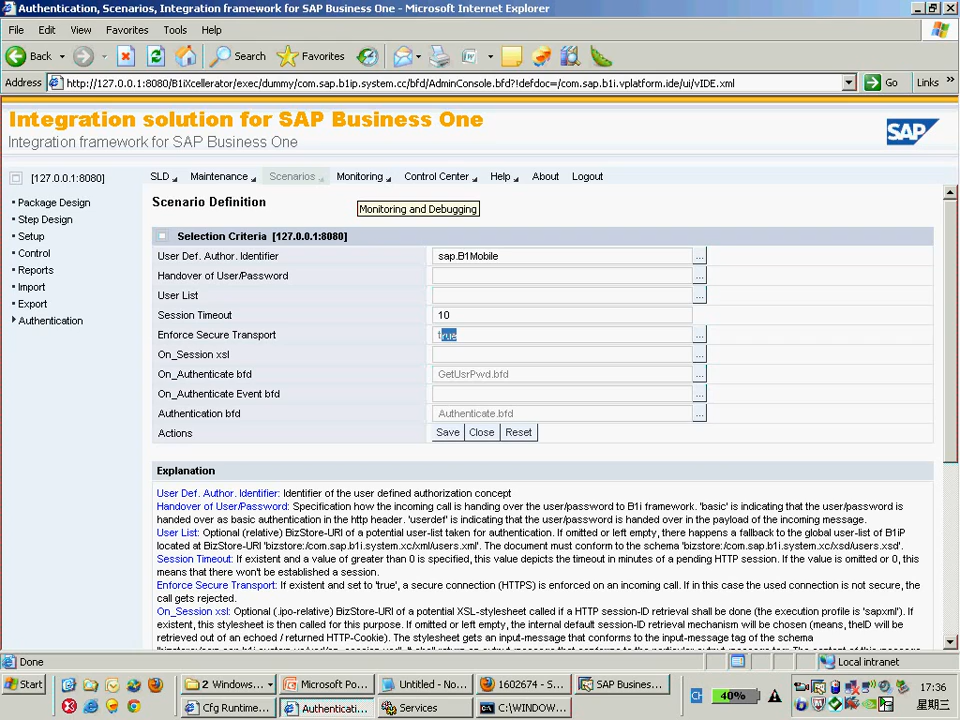 Authentication, Scenarios, Integration framework for SAP Business One - Microsoft Internet Explorer
File Edit View Favorites Tools Help
Back Search Favorites
Address http://127.0.0.1:8080/B1iXcellerator/exec/dummy/com.sap.b1ip.system.cc/bfd/AdminConsole.bfd?!defdoc=/com.sap.b1i.vplatform.ide/ui/vIDE.xml Go Links
Integration solution for SAP Business One
Integration framework for SAP Business One
SAP
[127.0.0.1:8080]
SLD Maintenance Scenarios Monitoring Control Center Help About Logout
Package Design
Step Design
Setup
Control
Reports
Import
Export
Authentication
Scenario Definition
Monitoring and Debugging
Selection Criteria [127.0.0.1:8080]
User Def. Author. Identifier sap.B1Mobile ...
Handover of User/Password ...
User List ...
Session Timeout 10
Enforce Secure Transport true ...
On_Session xsl ...
On_Authenticate bfd GetUsrPwd.bfd ...
On_Authenticate Event bfd ...
Authentication bfd Authenticate.bfd ...
Actions Save Close Reset
Explanation
User Def. Author. Identifier: Identifier of the user defined authorization concept
Handover of User/Password: Specification how the incoming call is handing over the user/password to B1i framework. 'basic' is indicating that the user/password is
handed over as basic authentication in the http header. 'userdef' is indicating that the user/password is handed over in the payload of the incoming message.
User List: Optional (relative) BizStore-URI of a potential user-list taken for authentication. If omitted or left empty, there happens a fallback to the global user-list of B1iP
located at BizStore-URI 'bizstore:/com.sap.b1i.system.xc/xml/users.xml'. The document must conform to the schema 'bizstore:/com.sap.b1i.system.xc/xsd/users.xsd'.
Session Timeout: If existent and a value of greater than 0 is specified, this value depicts the timeout in minutes of a pending HTTP session. If the value is omitted or 0, this
means that there won'be established a session.
Enforce Secure Transport: If existent and set to 'true', a secure connection (HTTPS) is enforced on an incoming call. If in this case the used connection is not secure, the
call gets rejected.
On_Session xsl: Optional (.ipo-relative) BizStore-URI of a potential XSL-stylesheet called if a HTTP session-ID retrieval shall be done (the execution profile is 'sapxml'). If
existent, this stylesheet is then called for this purpose. If omitted or left empty, the internal default session-ID retrieval mechanism will be chosen (means, theID will be
retrieved out of an echoed / returned HTTP-Cookie). The stylesheet gets an input-message that conforms to the input-message tag of the schema
Done Local intranet
Start 2 Windows... Microsoft Po... Untitled - No... 1602674 - S... SAP Busines... 40% 17:36
Cfg Runtime... Authenticati... Services C:\WINDOW... 星期三